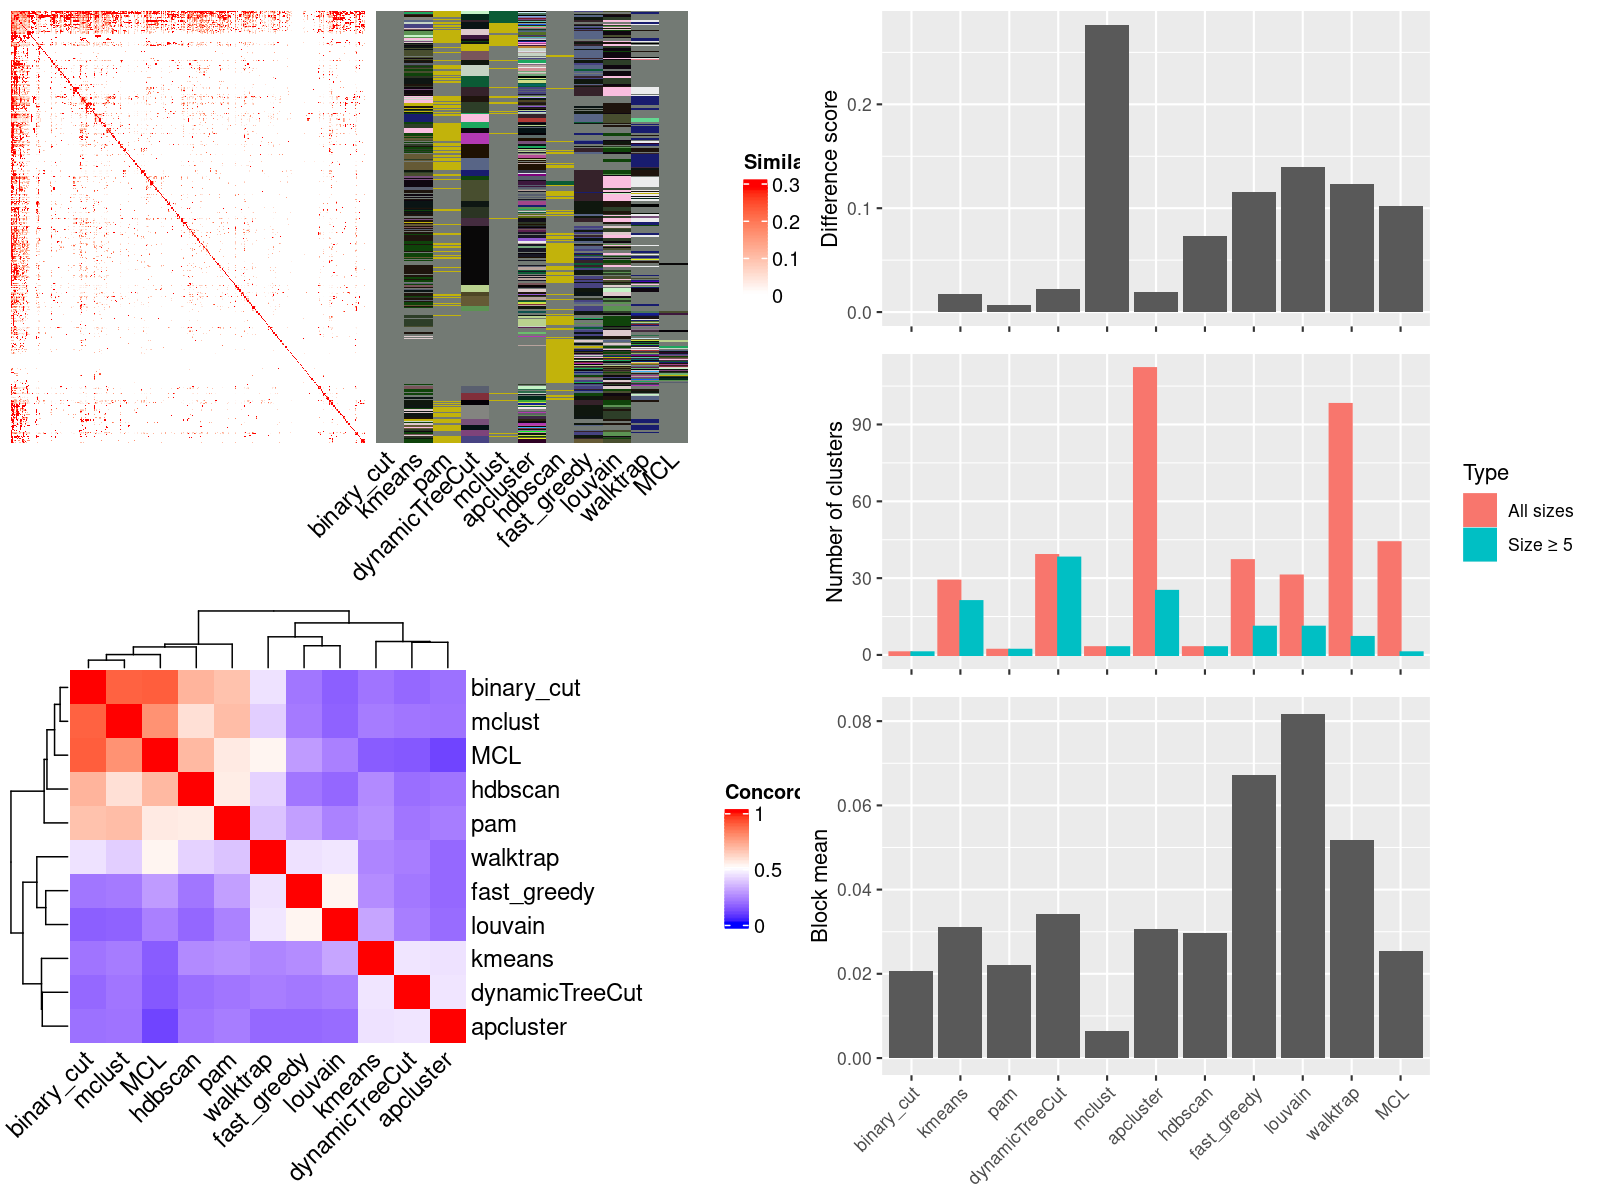 Simila
0.3
0.2
0.1
0
binary_cut
kmeans
pam
dynamicTreeCut
mclust
apcluster
hdbscan
fast_greedy
louvain
walktrap
MCL
binary_cut
mclust
MCL
hdbscan
pam
walktrap
fast_greedy
louvain
kmeans
dynamicTreeCut
apcluster
Concord
1
0.5
0
binary_cut
mclust
MCL
hdbscan
pam
walktrap
fast_greedy
louvain
kmeans
dynamicTreeCut
apcluster
Difference score
0.2
0.1
0.0
Number of clusters
90
60
30
0
Type
All sizes
Size ≥ 5
Block mean
0.08
0.06
0.04
0.02
0.00
binary_cut
kmeans
pam
dynamicTreeCut
mclust
apcluster
hdbscan
fast_greedy
louvain
walktrap
MCL